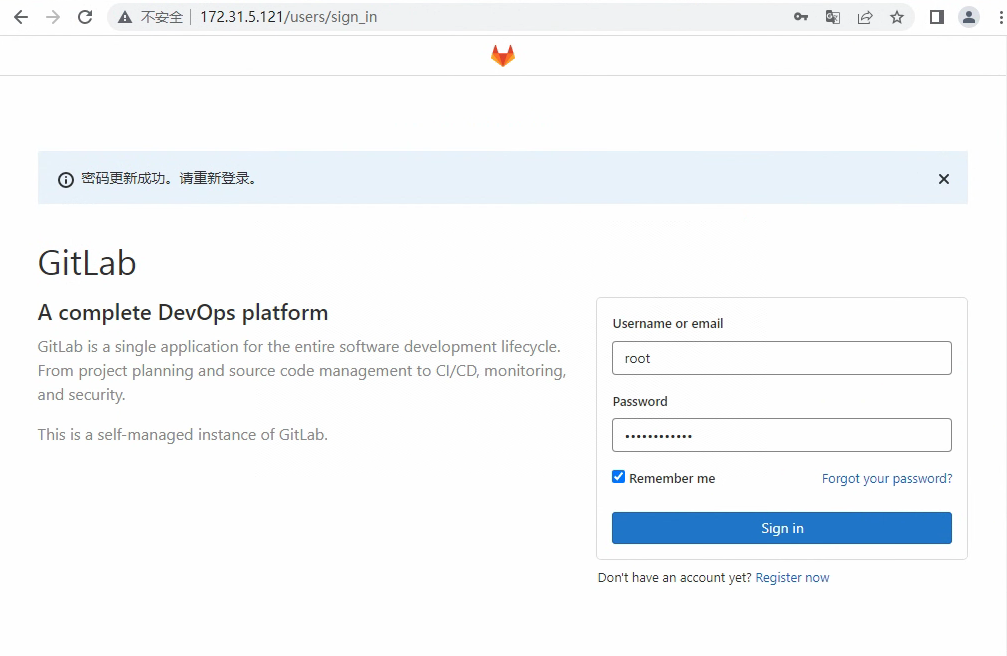 不安全 172.31.5.121/users/sign_in
密码更新成功。请重新登录。
GitLab
A complete DevOps platform
GitLab is a single application for the entire software development lifecycle.
From project planning and source code management to CI/CD, monitoring,
and security.
This is a self-managed instance of GitLab.
Username or email
root
Password
••••••••••••
Remember me
Forgot your password?
Sign in
Don't have an account yet? Register now